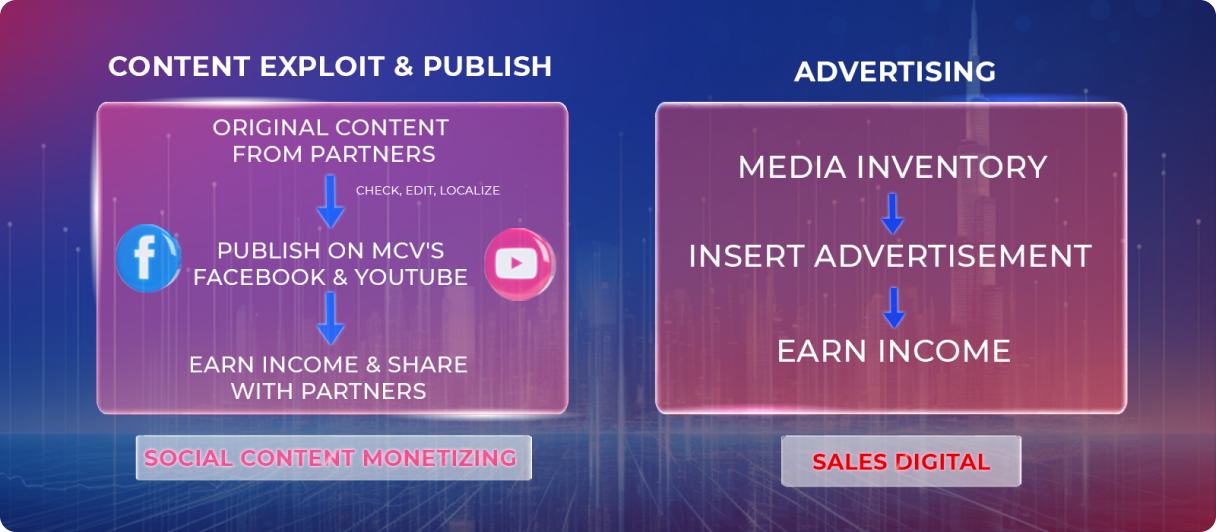 CONTENT EXPLOIT & PUBLISH
ORIGINAL CONTENT
FROM PARTNERS
CHECK, EDIT, LOCALIZE
PUBLISH ON MCV'S
FACEBOOK & YOUTUBE
EARN INCOME & SHARE
WITH PARTNERS
SOCIAL CONTENT MONETIZING
ADVERTISING
MEDIA INVENTORY
INSERT ADVERTISEMENT
EARN INCOME
SALES DIGITAL